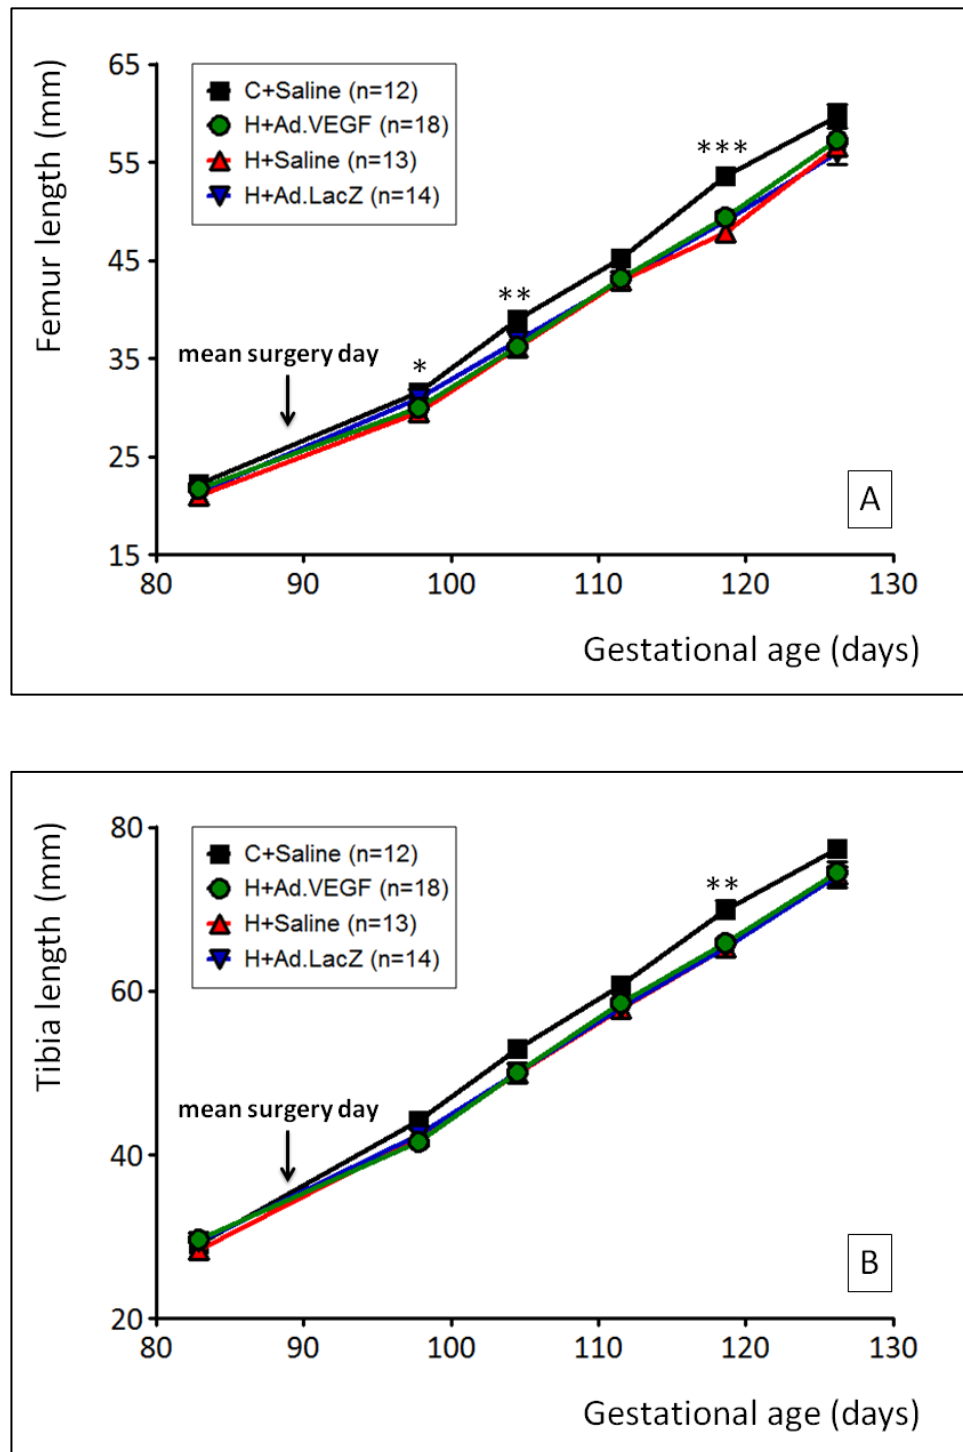 65
55
45
35
25
15
Femur length (mm)
C+Saline (n=12)
H+Ad.VEGF (n=18)
H+Saline (n=13)
H+Ad.LacZ (n=14)
***
**
*
mean surgery day
A
80 90 100 110 120 130
Gestational age (days)
80
60
40
20
Tibia length (mm)
C+Saline (n=12)
H+Ad.VEGF (n=18)
H+Saline (n=13)
H+Ad.LacZ (n=14)
**
mean surgery day
B
80 90 100 110 120 130
Gestational age (days)